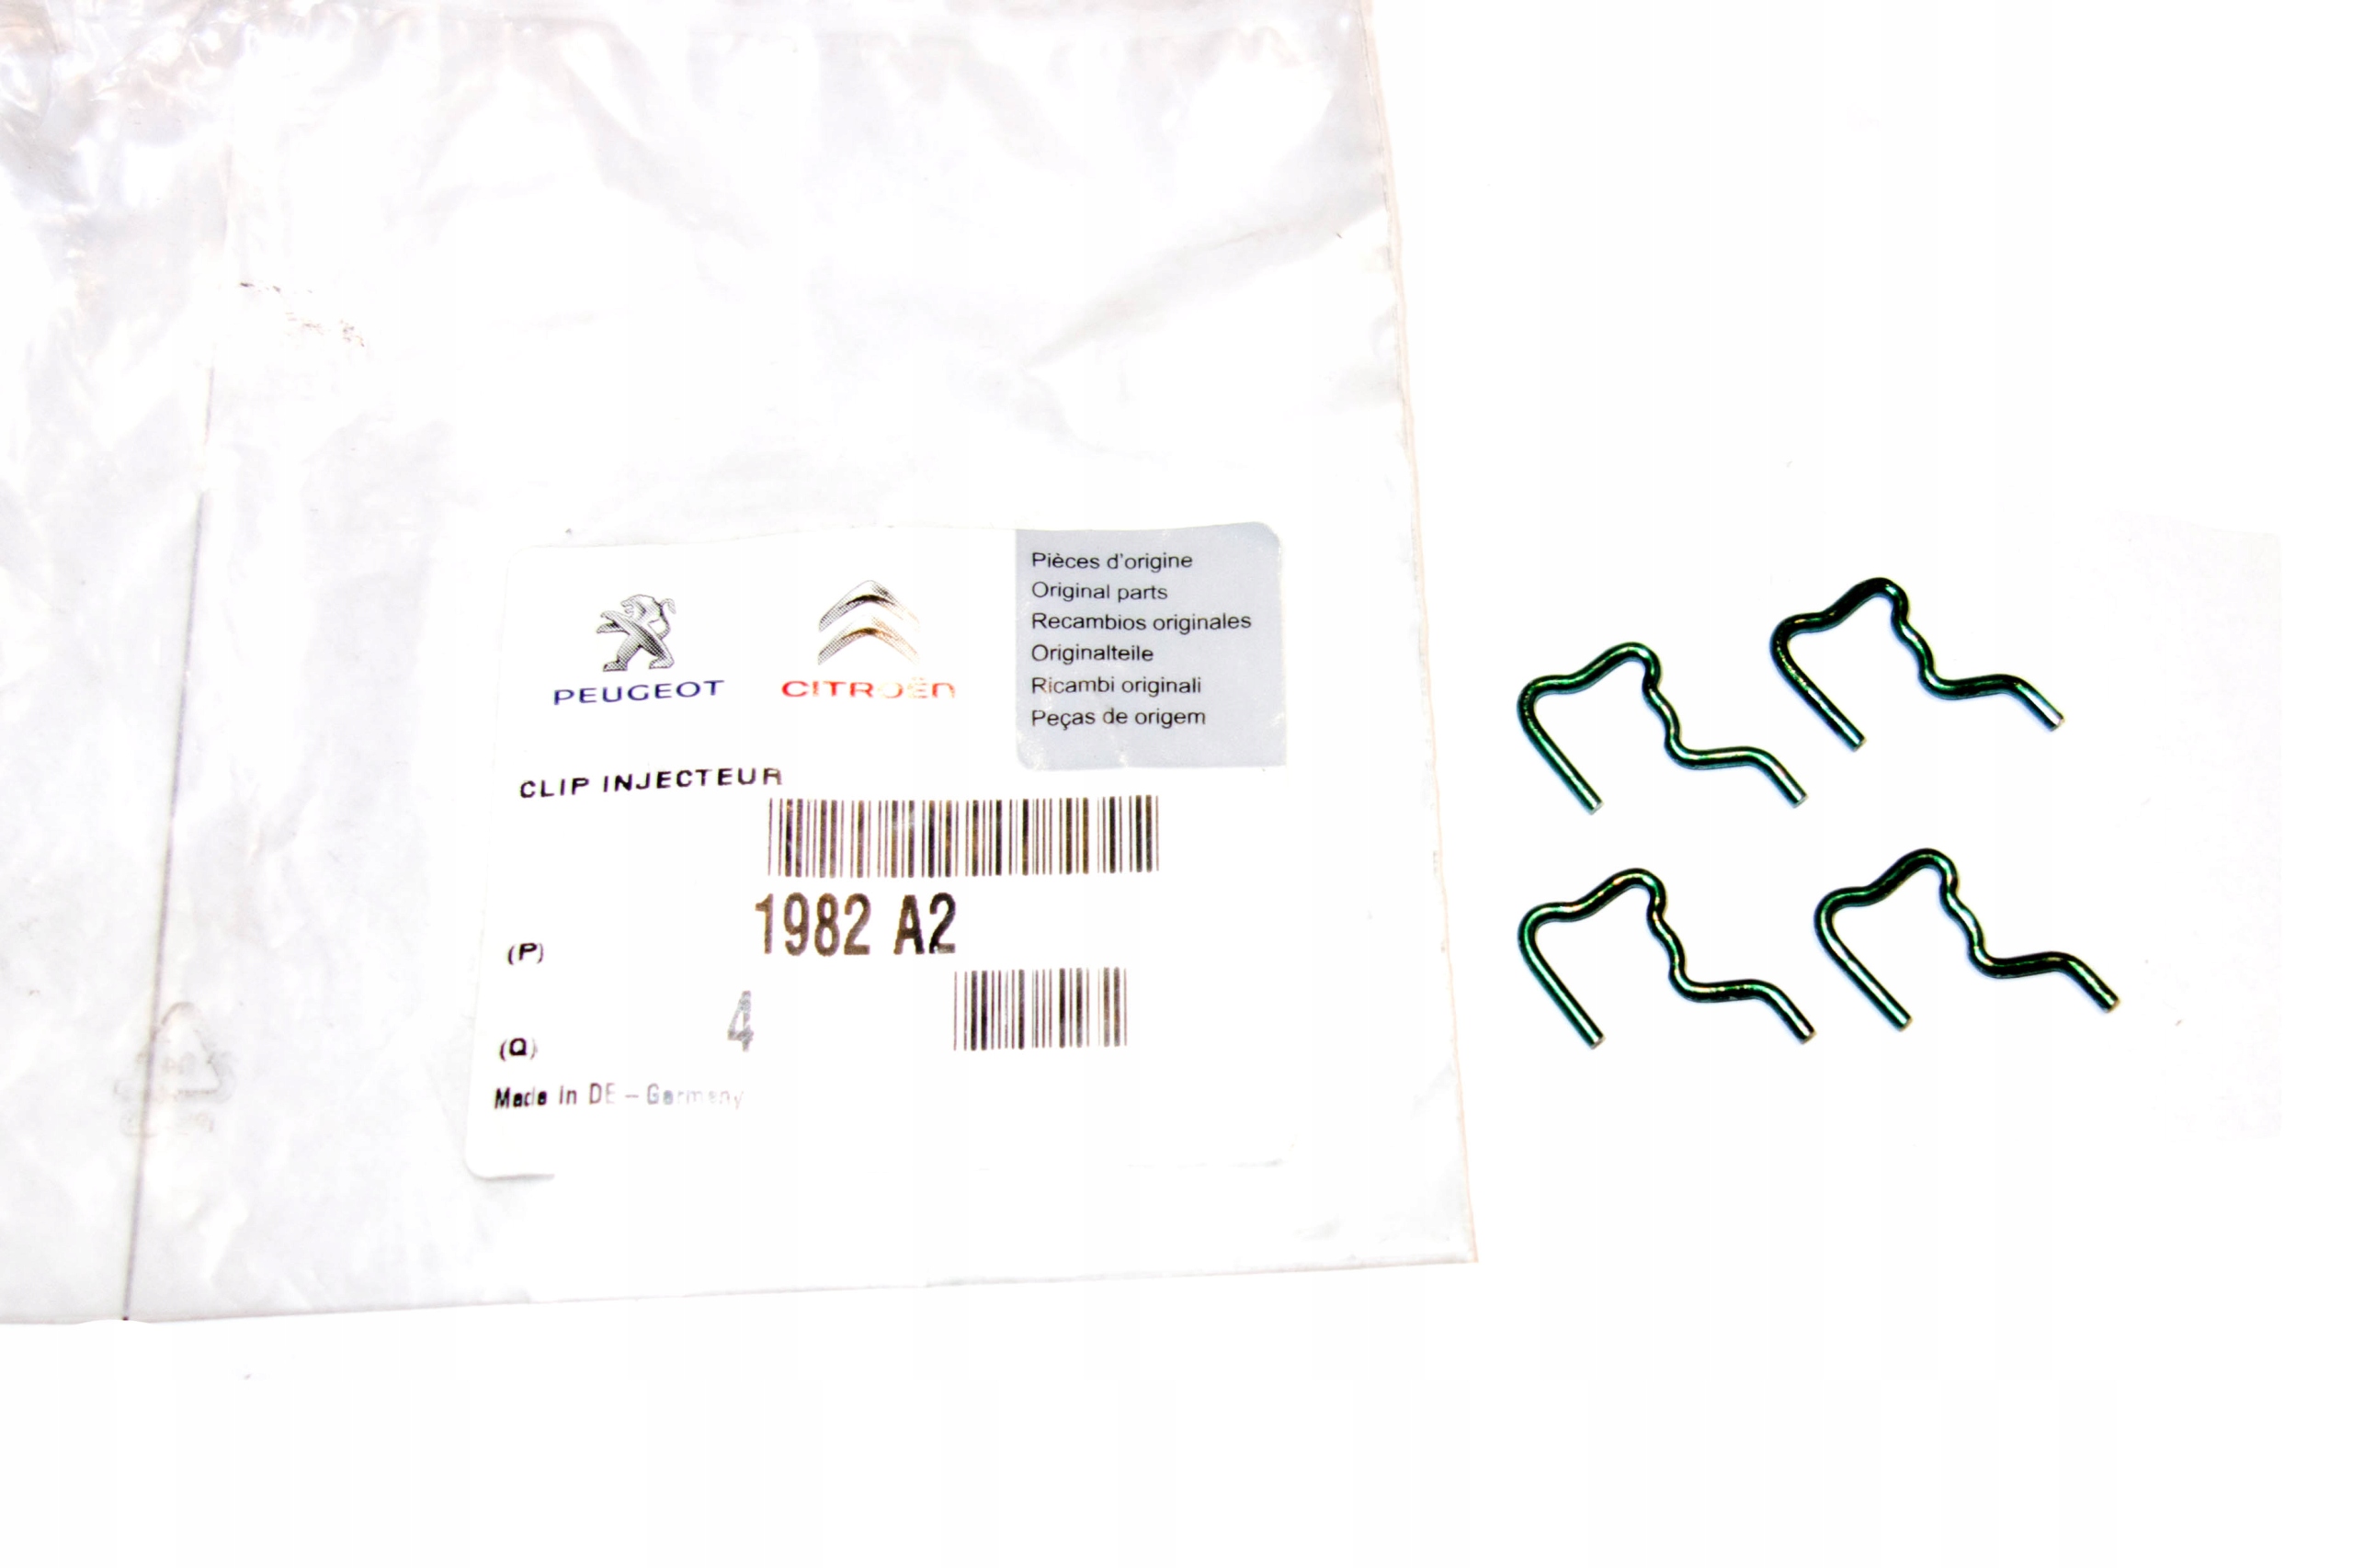 PEUGEOT
CITROËN
Pièces d'origine
Original parts
Recambios originales
Originalteile
Ricambi originali
Peças de origem
CLIP INJECTEUR
(P) 1982 A2
(Q) 4
Made in DE - Germany